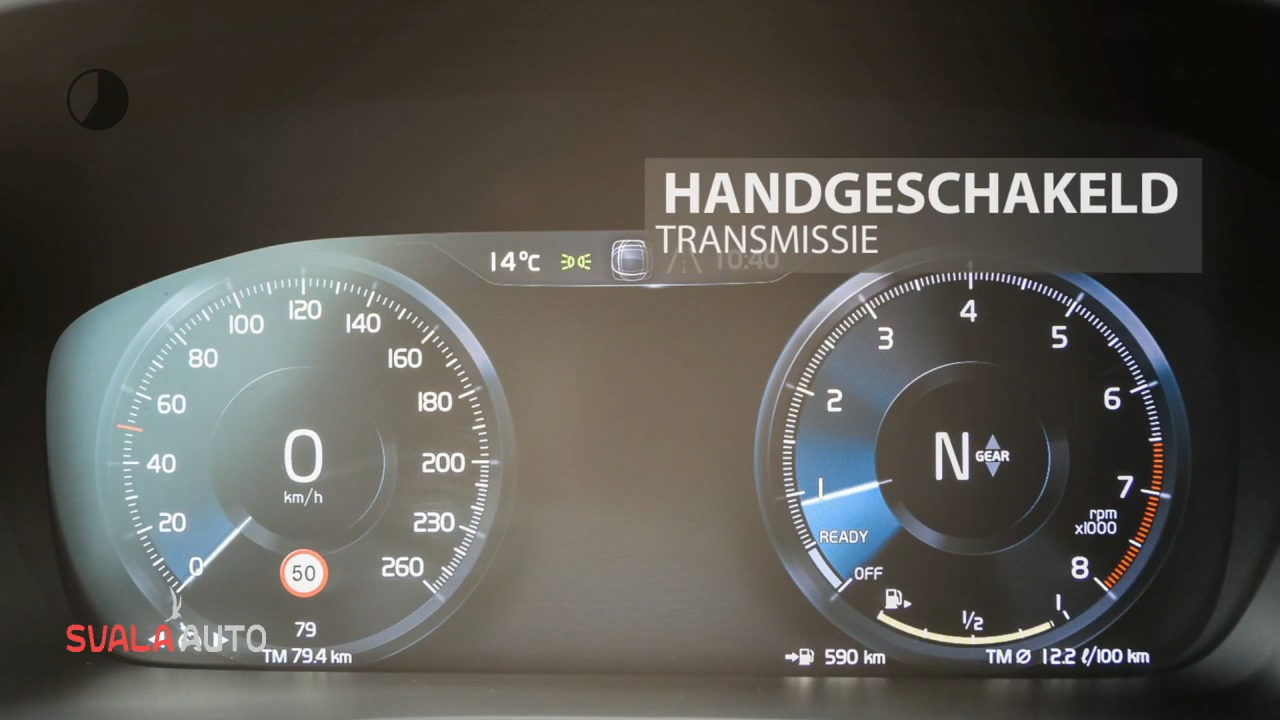 HANDGESCHAKELD
TRANSMISSIE
14°C
10:40
0
20
40
60
80
100
120
140
160
180
200
230
260
0
km/h
50
79
TM 79.4 km
OFF
READY
1
2
3
4
5
6
7
8
rpm
x1000
N GEAR
1/2
1
590 km
TM Ø 12.2 ℓ/100 km
SVALA AUTO